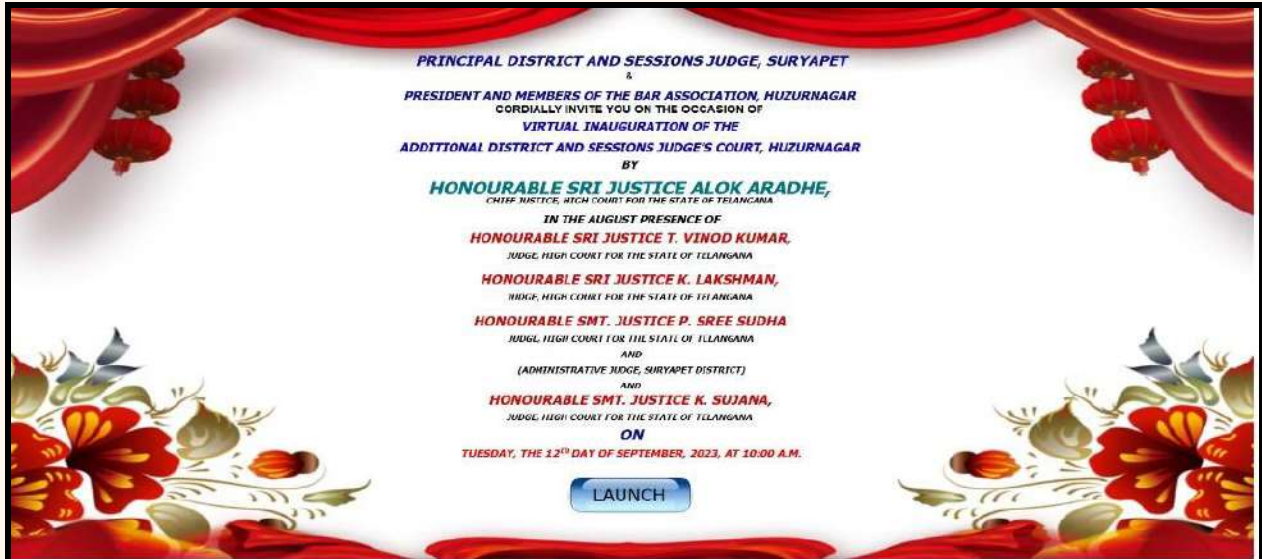 PRINCIPAL DISTRICT AND SESSIONS JUDGE, SURYAPET
&
PRESIDENT AND MEMBERS OF THE BAR ASSOCIATION, HUZURNAGAR
CORDIALLY INVITE YOU ON THE OCCASION OF
VIRTUAL INAUGURATION OF THE
ADDITIONAL DISTRICT AND SESSIONS JUDGE'S COURT, HUZURNAGAR
BY
HONOURABLE SRI JUSTICE ALOK ARADHE,
CHIEF JUSTICE, HIGH COURT FOR THE STATE OF TELANGANA
IN THE AUGUST PRESENCE OF
HONOURABLE SRI JUSTICE T. VINOD KUMAR,
JUDGE, HIGH COURT FOR THE STATE OF TELANGANA
HONOURABLE SRI JUSTICE K. LAKSHMAN,
JUDGE, HIGH COURT FOR THE STATE OF TELANGANA
HONOURABLE SMT. JUSTICE P. SREE SUDHA
JUDGE, HIGH COURT FOR THE STATE OF TELANGANA
AND
(ADMINISTRATIVE JUDGE, SURYAPET DISTRICT)
AND
HONOURABLE SMT. JUSTICE K. SUJANA,
JUDGE, HIGH COURT FOR THE STATE OF TELANGANA
ON
TUESDAY, THE 12TH DAY OF SEPTEMBER, 2023, AT 10:00 A.M.
LAUNCH